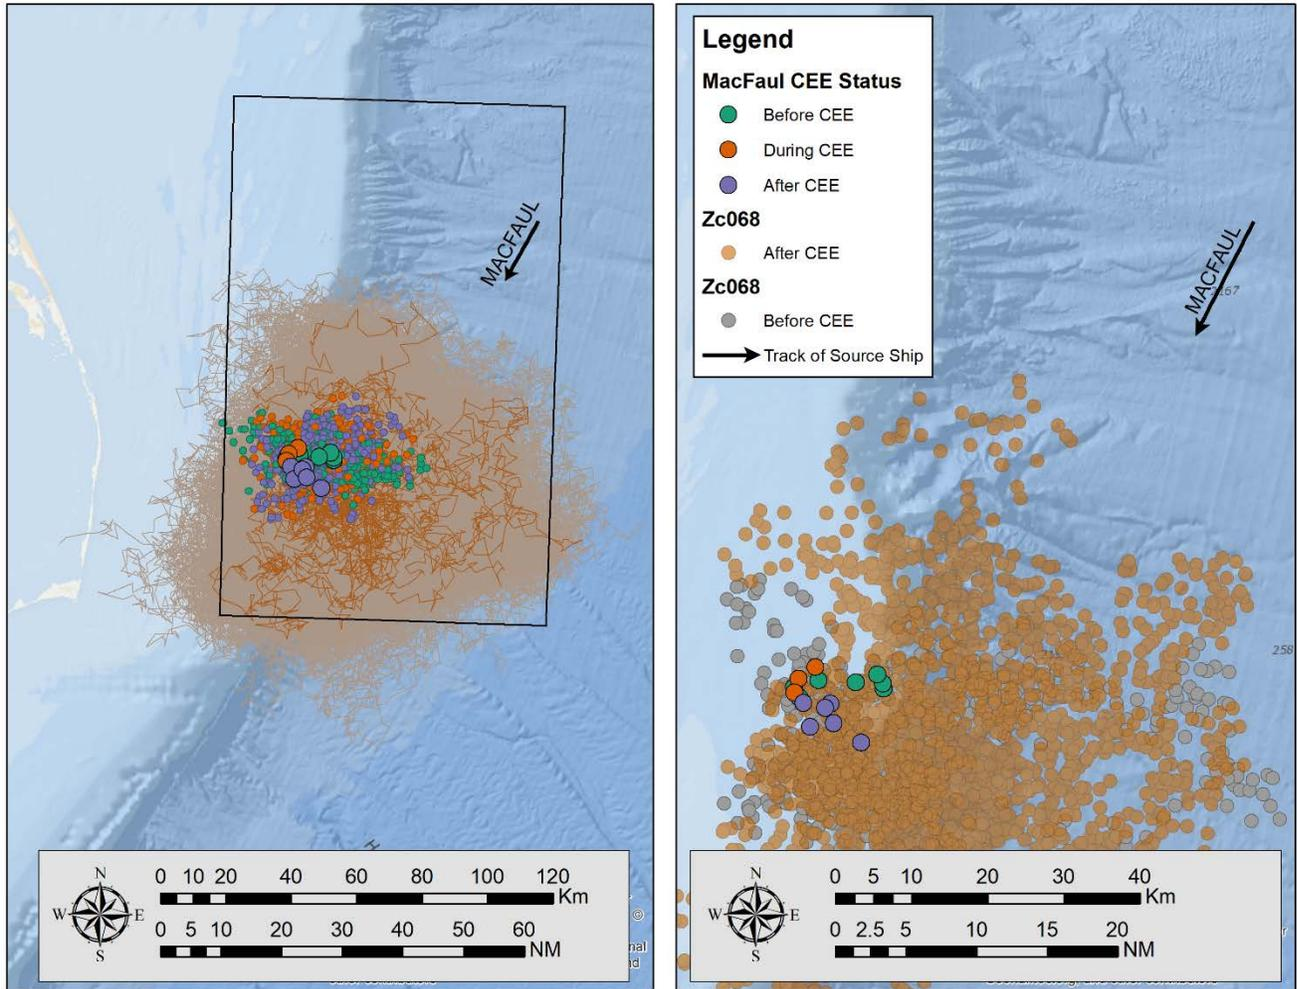 MACFAUL
N
W
E
S
0 10 20 40 60 80 100 120
Km
0 5 10 20 30 40 50 60
NM
Legend
MacFaul CEE Status
Before CEE
During CEE
After CEE
Zc068
After CEE
Zc068
Before CEE
Track of Source Ship
MACFAUL
258
N
W
E
S
0 5 10 20 30 40
Km
0 2.5 5 10 15 20
NM